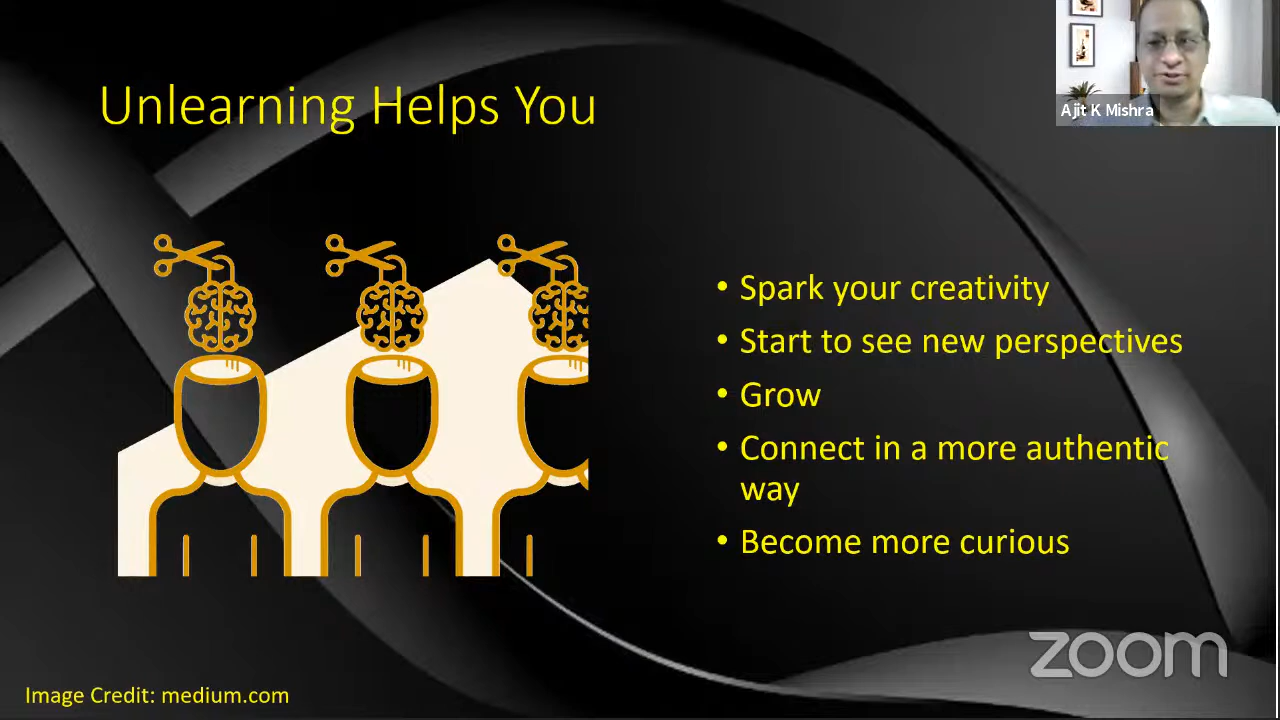 Unlearning Helps You
Ajit K Mishra
• Spark your creativity
• Start to see new perspectives
• Grow
• Connect in a more authentic
way
• Become more curious
zoom
Image Credit: medium.com